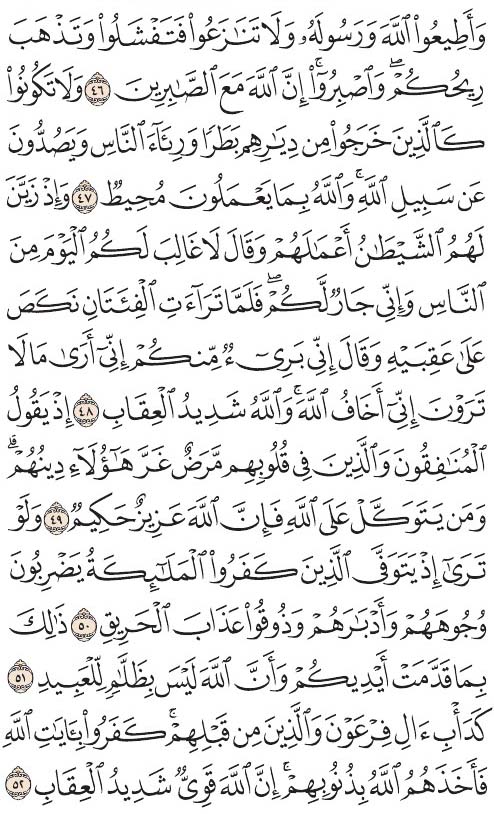 وَأَطِيعُوا۟ ٱللَّهَ وَرَسُولَهُۥ وَلَا تَنَـٰزَعُوا۟ فَتَفْشَلُوا۟ وَتَذْهَبَ
رِيحُكُمْ ۖ وَٱصْبِرُوٓا۟ ۚ إِنَّ ٱللَّهَ مَعَ ٱلصَّـٰبِرِينَ ٤٦ وَلَا تَكُونُوا۟
كَٱلَّذِينَ خَرَجُوا۟ مِن دِيَـٰرِهِم بَطَرًا وَرِئَآءَ ٱلنَّاسِ وَيَصُدُّونَ
عَن سَبِيلِ ٱللَّهِ ۚ وَٱللَّهُ بِمَا يَعْمَلُونَ مُحِيطٌ ٤٧ وَإِذْ زَيَّنَ
لَهُمُ ٱلشَّيْطَـٰنُ أَعْمَـٰلَهُمْ وَقَالَ لَا غَالِبَ لَكُمُ ٱلْيَوْمَ مِنَ
ٱلنَّاسِ وَإِنِّى جَارٌ لَّكُمْ ۖ فَلَمَّا تَرَآءَتِ ٱلْفِئَتَانِ نَكَصَ
عَلَىٰ عَقِبَيْهِ وَقَالَ إِنِّى بَرِىٓءٌ مِّنكُمْ إِنِّىٓ أَرَىٰ مَا لَا
تَرَوْنَ إِنِّىٓ أَخَافُ ٱللَّهَ ۚ وَٱللَّهُ شَدِيدُ ٱلْعِقَابِ ٤٨ إِذْ يَقُولُ
ٱلْمُنَـٰفِقُونَ وَٱلَّذِينَ فِى قُلُوبِهِم مَّرَضٌ غَرَّ هَـٰٓؤُلَآءِ دِينُهُمْ ۗ
وَمَن يَتَوَكَّلْ عَلَى ٱللَّهِ فَإِنَّ ٱللَّهَ عَزِيزٌ حَكِيمٌ ٤٩ وَلَوْ
تَرَىٰٓ إِذْ يَتَوَفَّى ٱلَّذِينَ كَفَرُوا۟ ٱلْمَلَـٰٓئِكَةُ يَضْرِبُونَ
وُجُوهَهُمْ وَأَدْبَـٰرَهُمْ وَذُوقُوا۟ عَذَابَ ٱلْحَرِيقِ ٥٠ ذَٰلِكَ
بِمَا قَدَّمَتْ أَيْدِيكُمْ وَأَنَّ ٱللَّهَ لَيْسَ بِظَلَّـٰمٍ لِّلْعَبِيدِ ٥١
كَدَأْبِ ءَالِ فِرْعَوْنَ وَٱلَّذِينَ مِن قَبْلِهِمْ ۚ كَفَرُوا۟ بِـَٔايَـٰتِ ٱللَّهِ
فَأَخَذَهُمُ ٱللَّهُ بِذُنُوبِهِمْ ۗ إِنَّ ٱللَّهَ قَوِىٌّ شَدِيدُ ٱلْعِقَابِ ٥٢